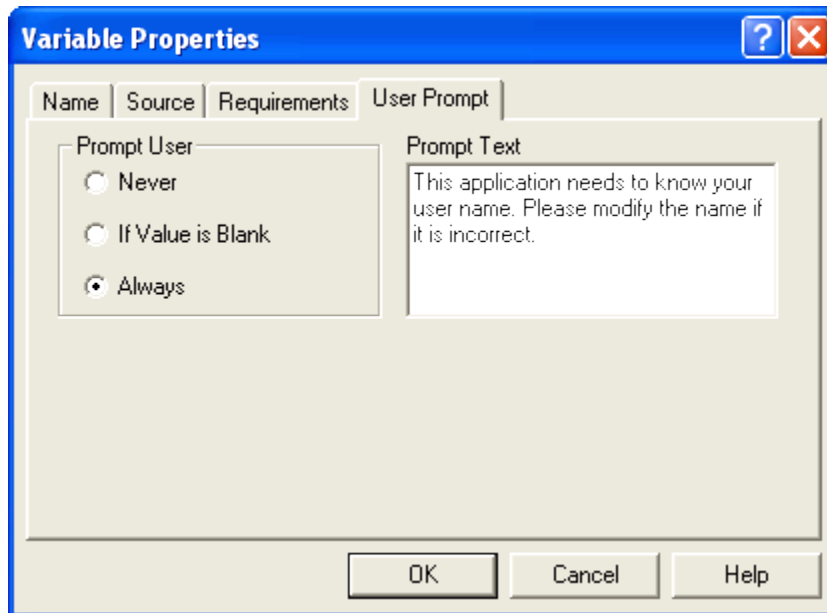 Variable Properties
Name Source Requirements User Prompt
Prompt User
Never
If Value is Blank
Always
Prompt Text
This application needs to know your
user name. Please modify the name if
it is incorrect.
OK Cancel Help